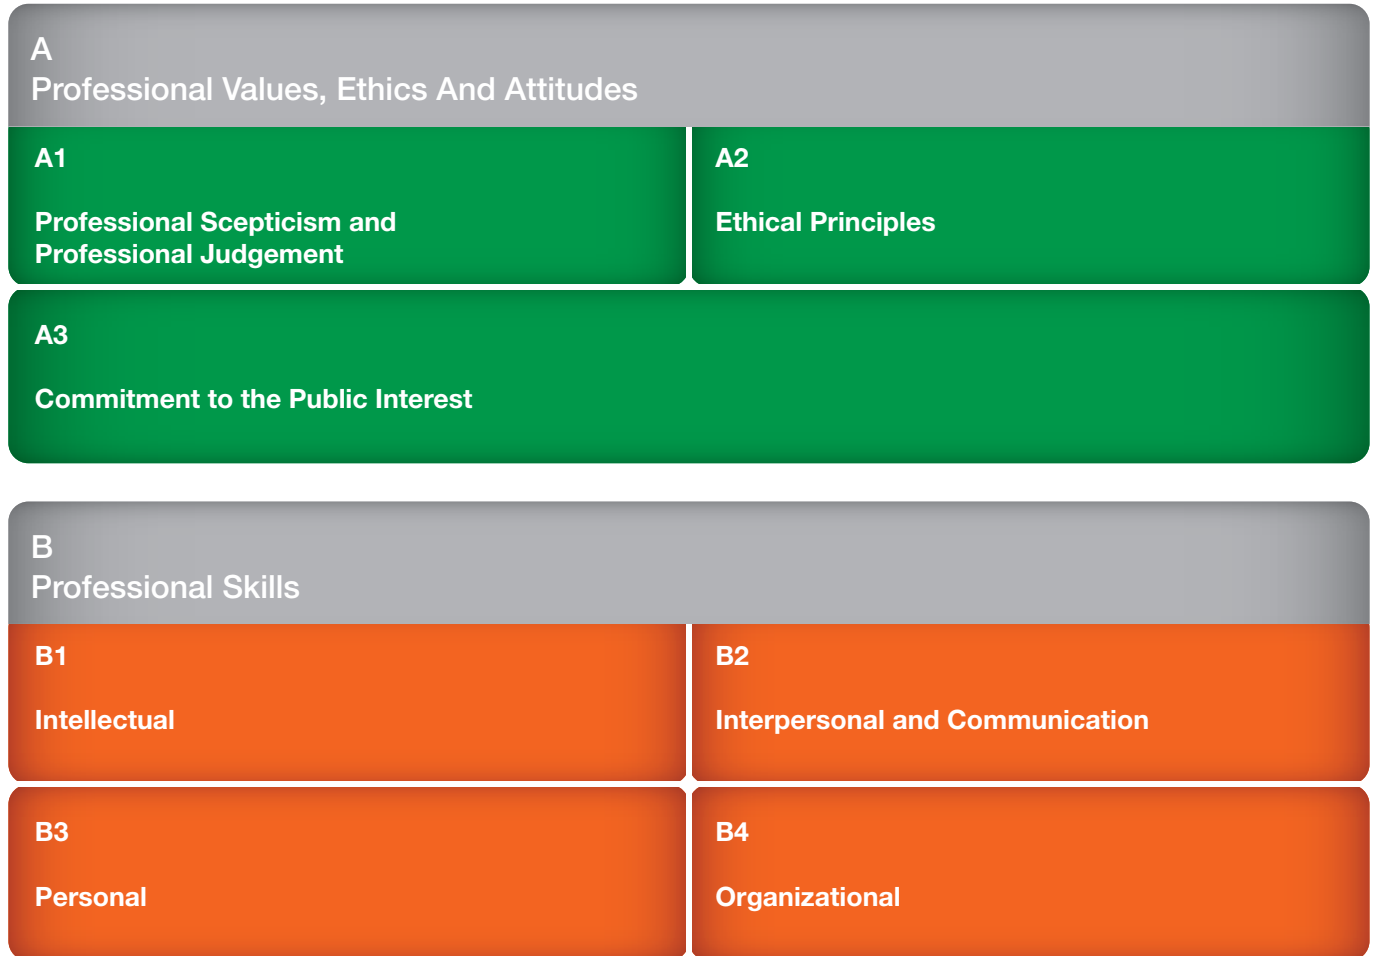 A
Professional Values, Ethics And Attitudes
A1
Professional Scepticism and
Professional Judgement
A2
Ethical Principles
A3
Commitment to the Public Interest
B
Professional Skills
B1
Intellectual
B2
Interpersonal and Communication
B3
Personal
B4
Organizational